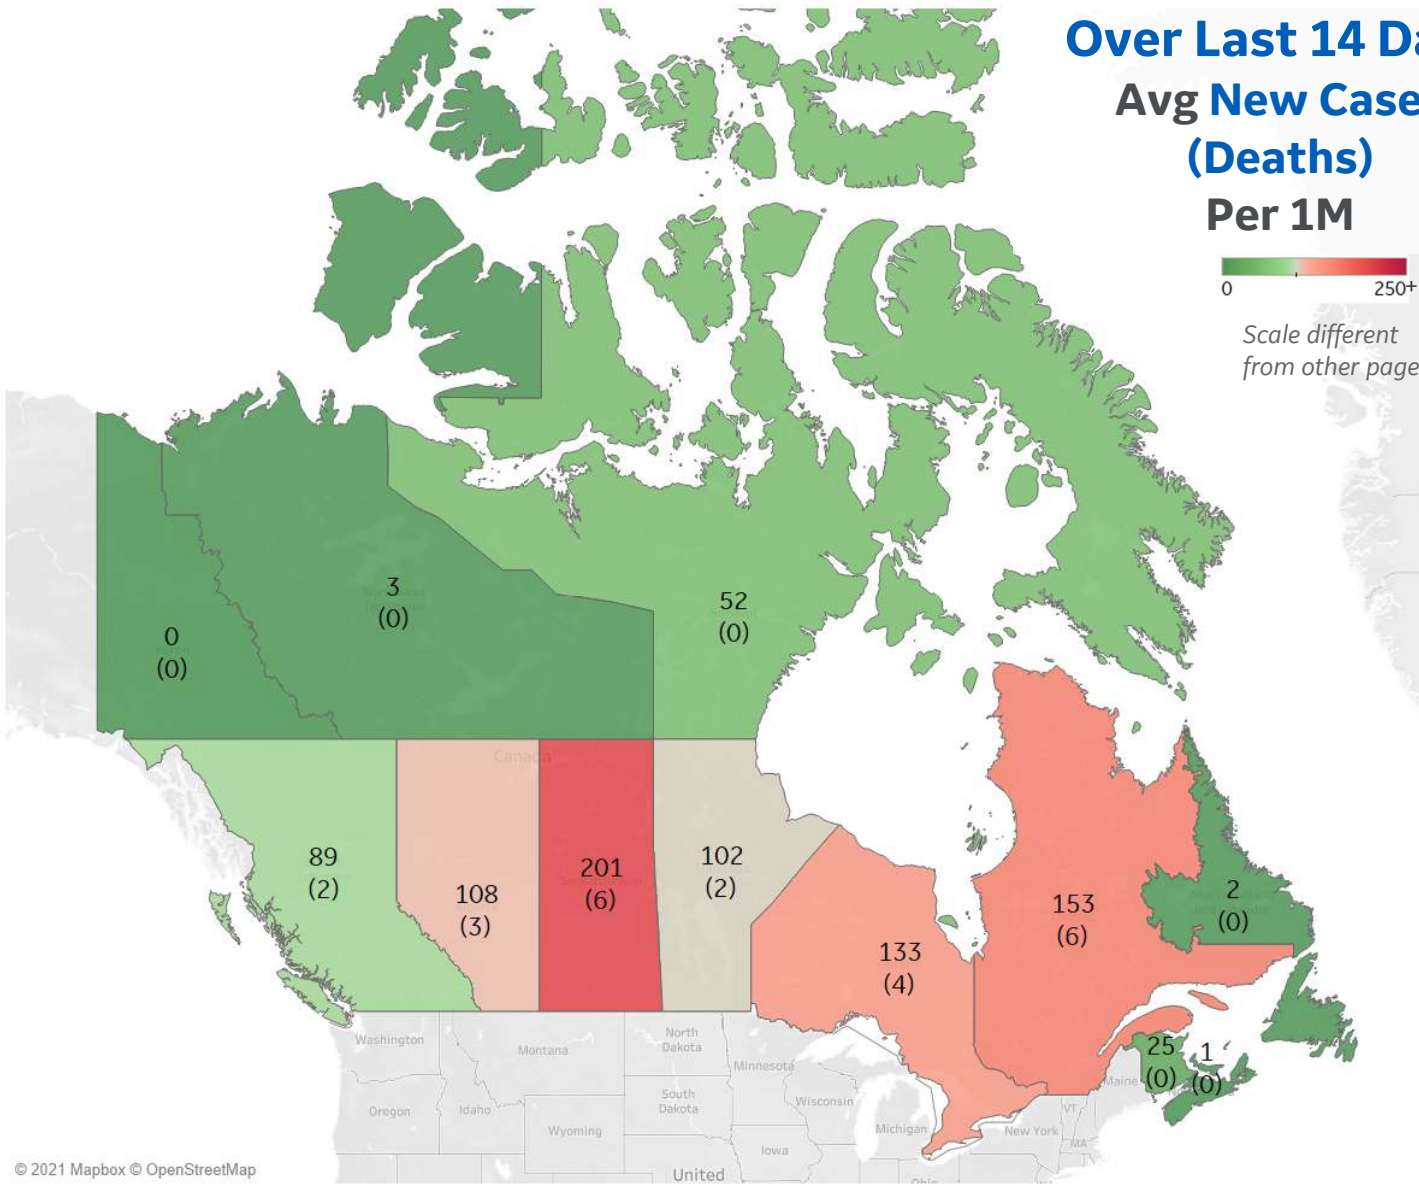 Over Last 14 Da
Avg New Case
(Deaths)
Per 1M
0
250+
Scale different
from other page
3
(0)
52
(0)
0
(0)
Canada
89
(2)
108
(3)
201
(6)
102
(2)
133
(4)
153
(6)
2
(0)
25
(0)
1
(0)
Washington
Montana
North
Dakota
Minnesota
Oregon
Idaho
South
Dakota
Wisconsin
Wyoming
Michigan
Iowa
New York
Maine
VT
MA
United
Ohio
© 2021 Mapbox © OpenStreetMap